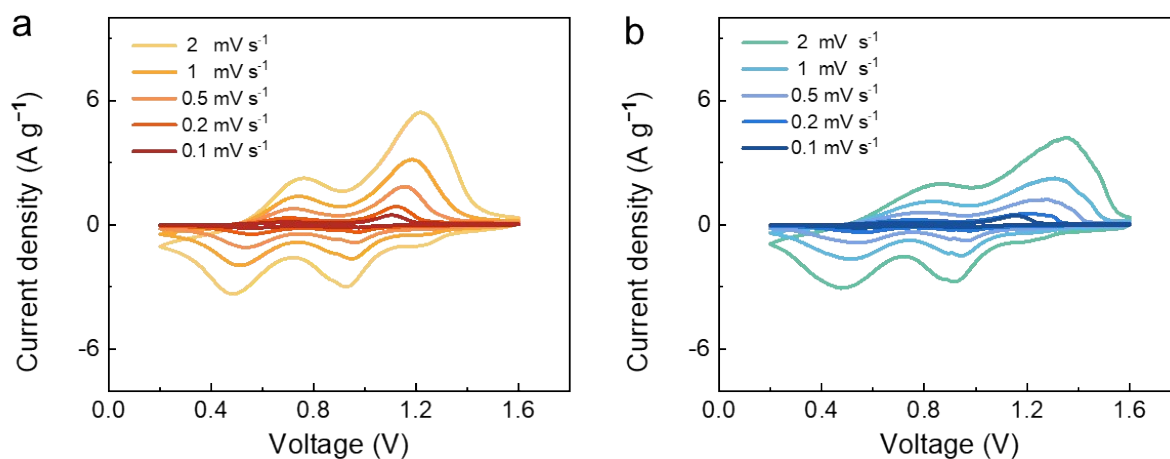 a
2 mV s⁻¹
1 mV s⁻¹
0.5 mV s⁻¹
0.2 mV s⁻¹
0.1 mV s⁻¹
Current density (A g⁻¹)
6
0
-6
0.0 0.4 0.8 1.2 1.6
Voltage (V)
b
2 mV s⁻¹
1 mV s⁻¹
0.5 mV s⁻¹
0.2 mV s⁻¹
0.1 mV s⁻¹
Current density (A g⁻¹)
6
0
-6
0.0 0.4 0.8 1.2 1.6
Voltage (V)